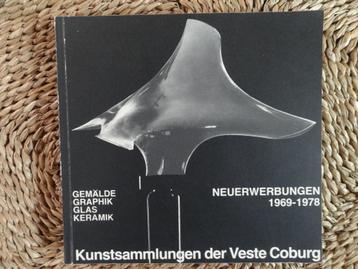 GEMÄLDE
GRAPHIK
GLAS
KERAMIK
NEUERWERBUNGEN
1969-1978
Kunstsammlungen der Veste Coburg